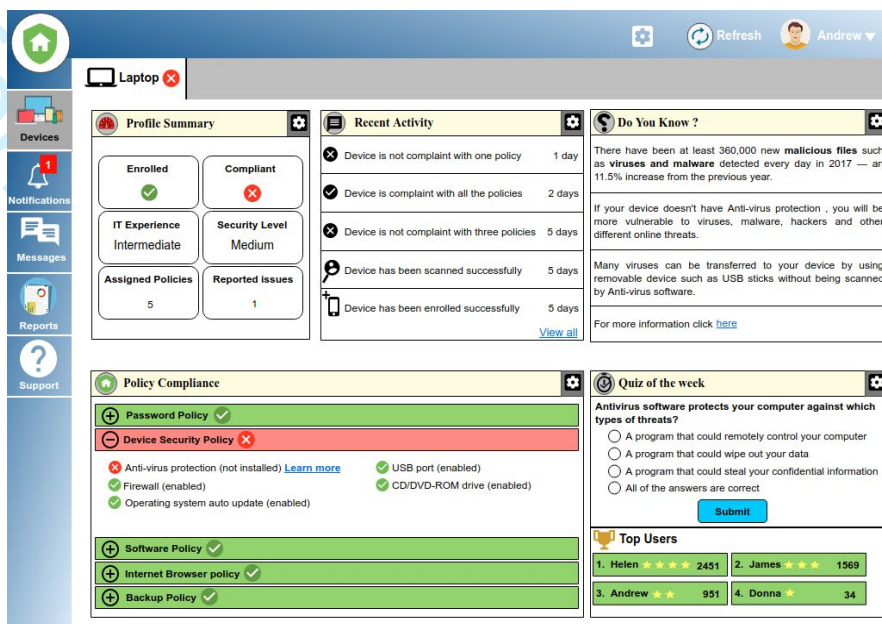 Refresh
Andrew
Laptop
Devices
1
Notifications
Messages
Reports
Support
Profile Summary
Enrolled
Compliant
IT Experience
Intermediate
Security Level
Medium
Assigned Policies
5
Reported issues
1
Recent Activity
Device is not complaint with one policy 1 day
Device is complaint with all the policies 2 days
Device is not complaint with three policies 5 days
Device has been scanned successfully 5 days
Device has been enrolled successfully 5 days
View all
Do You Know ?
There have been at least 360,000 new malicious files such
as viruses and malware detected every day in 2017 — an
11.5% increase from the previous year.
If your device doesn't have Anti-virus protection , you will be
more vulnerable to viruses, malware, hackers and other
different online threats.
Many viruses can be transferred to your device by using
removable device such as USB sticks without being scanned
by Anti-virus software.
For more information click here
Policy Compliance
Password Policy
Device Security Policy
Anti-virus protection (not installed) Learn more
USB port (enabled)
Firewall (enabled)
CD/DVD-ROM drive (enabled)
Operating system auto update (enabled)
Software Policy
Internet Browser policy
Backup Policy
Quiz of the week
Antivirus software protects your computer against which
types of threats?
A program that could remotely control your computer
A program that could wipe out your data
A program that could steal your confidential information
All of the answers are correct
Submit
Top Users
1. Helen 2451
2. James 1569
3. Andrew 951
4. Donna 34